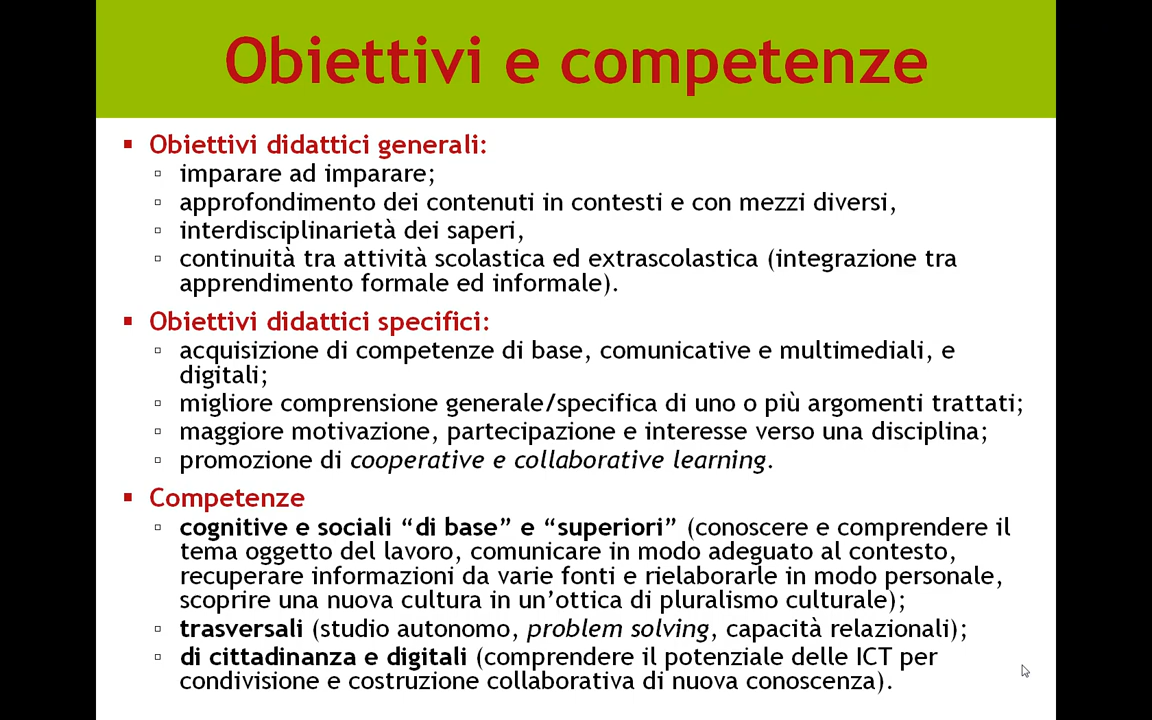 Obiettivi e competenze
▪ Obiettivi didattici generali:
▫ imparare ad imparare;
▫ approfondimento dei contenuti in contesti e con mezzi diversi,
▫ interdisciplinarietà dei saperi,
▫ continuità tra attività scolastica ed extrascolastica (integrazione tra
apprendimento formale ed informale).
▪ Obiettivi didattici specifici:
▫ acquisizione di competenze di base, comunicative e multimediali, e
digitali;
▫ migliore comprensione generale/specifica di uno o più argomenti trattati;
▫ maggiore motivazione, partecipazione e interesse verso una disciplina;
▫ promozione di cooperative e collaborative learning.
▪ Competenze
▫ cognitive e sociali “di base” e “superiori” (conoscere e comprendere il
tema oggetto del lavoro, comunicare in modo adeguato al contesto,
recuperare informazioni da varie fonti e rielaborarle in modo personale,
scoprire una nuova cultura in un’ottica di pluralismo culturale);
▫ trasversali (studio autonomo, problem solving, capacità relazionali);
▫ di cittadinanza e digitali (comprendere il potenziale delle ICT per
condivisione e costruzione collaborativa di nuova conoscenza).